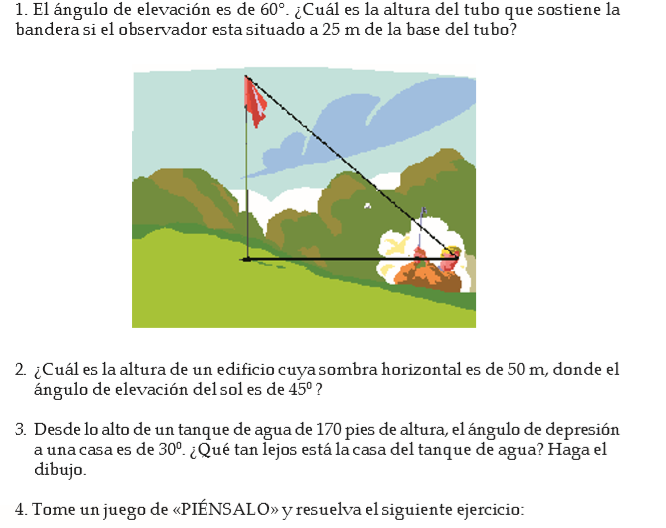 1. El ángulo de elevación es de 60°. ¿Cuál es la altura del tubo que sostiene la
bandera si el observador esta situado a 25 m de la base del tubo?
2. ¿Cuál es la altura de un edificio cuya sombra horizontal es de 50 m, donde el
ángulo de elevación del sol es de 45º ?
3. Desde lo alto de un tanque de agua de 170 pies de altura, el ángulo de depresión
a una casa es de 30º. ¿Qué tan lejos está la casa del tanque de agua? Haga el
dibujo.
4. Tome un juego de «PIÉNSALO» y resuelva el siguiente ejercicio: